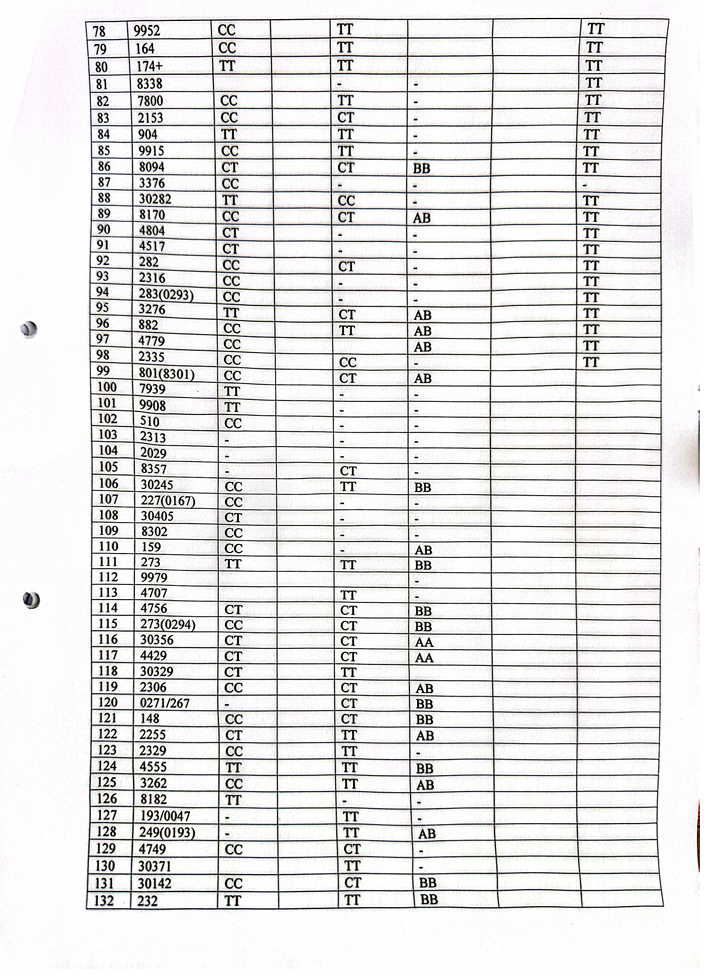 78 9952 CC TT TT
79 164 CC TT TT
80 174+ TT TT TT
81 8338 - - TT
82 7800 CC TT - TT
83 2153 CC CT - TT
84 904 TT TT - TT
85 9915 CC TT - TT
86 8094 CT CT BB TT
87 3376 CC - - -
88 30282 TT CC - TT
89 8170 CC CT AB TT
90 4804 CT - - TT
91 4517 CT - - TT
92 282 CC CT - TT
93 2316 CC - - TT
94 283(0293) CC - - TT
95 3276 TT CT AB TT
96 882 CC TT AB TT
97 4779 CC AB TT
98 2335 CC CC - TT
99 801(8301) CC CT AB
100 7939 TT - -
101 9908 TT - -
102 510 CC - -
103 2313 - - -
104 2029 - - -
105 8357 - CT -
106 30245 CC TT BB
107 227(0167) CC - -
108 30405 CT - -
109 8302 CC - -
110 159 CC - AB
111 273 TT TT BB
112 9979 -
113 4707 TT -
114 4756 CT CT BB
115 273(0294) CC CT BB
116 30356 CT CT AA
117 4429 CT CT AA
118 30329 CT TT
119 2306 CC CT AB
120 0271/267 - CT BB
121 148 CC CT BB
122 2255 CT TT AB
123 2329 CC TT -
124 4555 TT TT BB
125 3262 CC TT AB
126 8182 TT - -
127 193/0047 - TT -
128 249(0193) - TT AB
129 4749 CC CT -
130 30371 TT -
131 30142 CC CT BB
132 232 TT TT BB